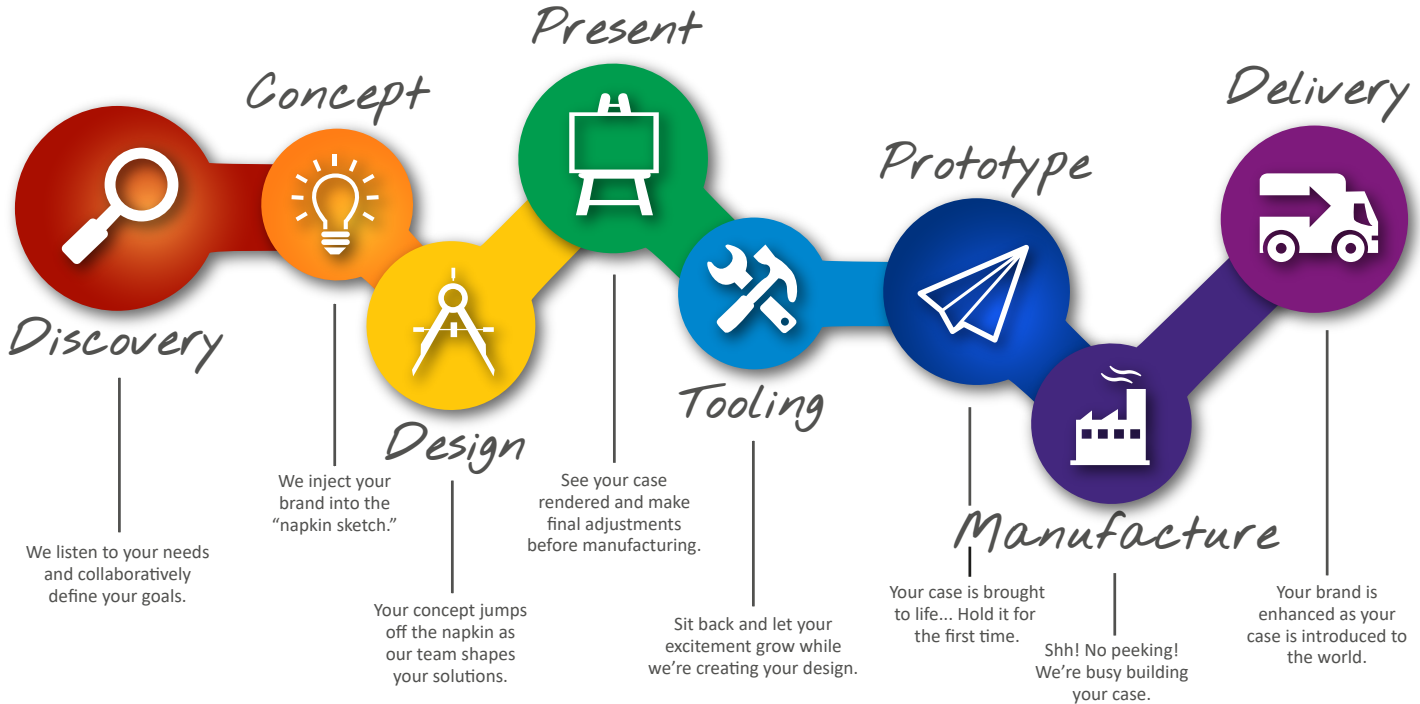 Discovery
We listen to your needs
and collaboratively
define your goals.
Concept
We inject your
brand into the
“napkin sketch.”
Design
Your concept jumps
off the napkin as
our team shapes
your solutions.
Present
See your case
rendered and make
final adjustments
before manufacturing.
Tooling
Sit back and let your
excitement grow while
we’re creating your design.
Prototype
Your case is brought
to life... Hold it for
the first time.
Manufacture
Shh! No peeking!
We’re busy building
your case.
Delivery
Your brand is
enhanced as your
case is introduced to
the world.